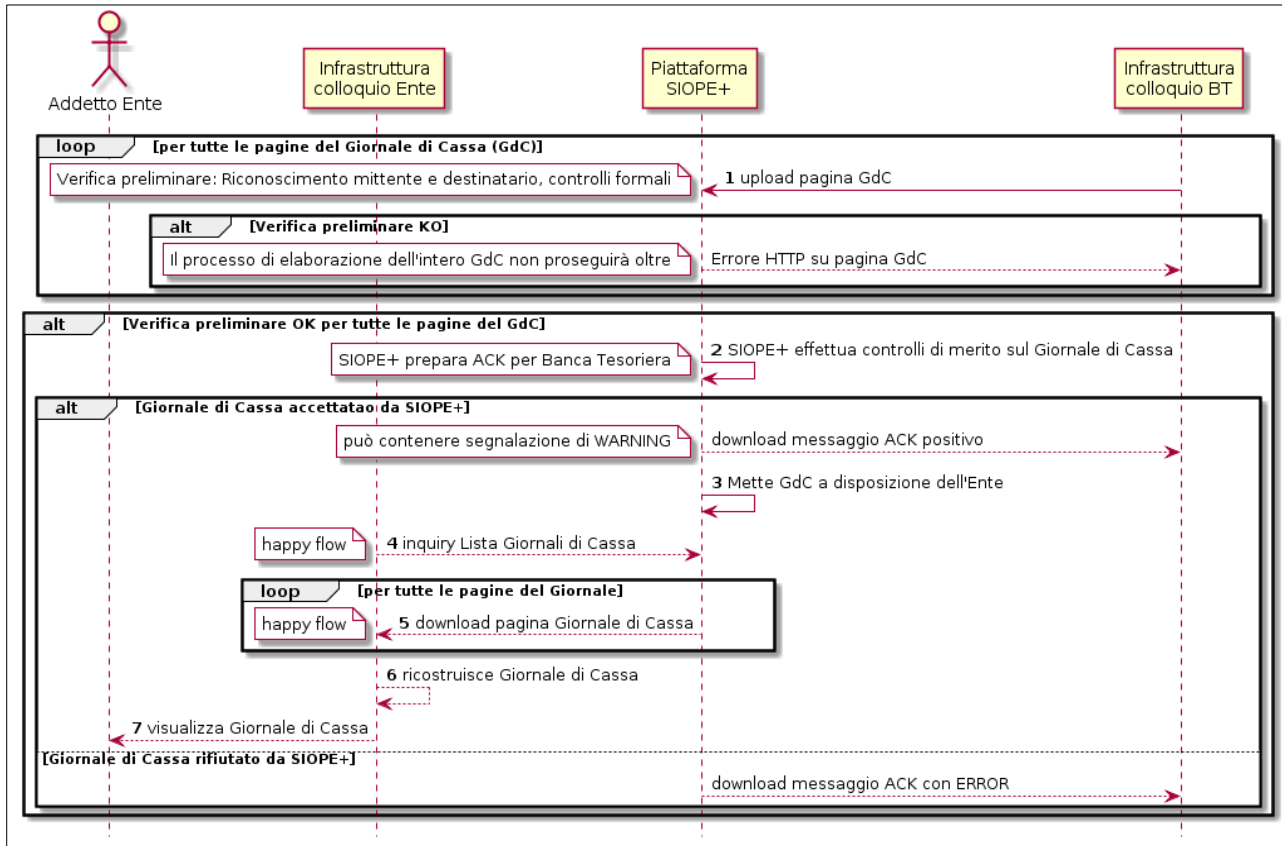 Addetto Ente
Infrastruttura
colloquio Ente
Piattaforma
SIOPE+
Infrastruttura
colloquio BT
loop [per tutte le pagine del Giornale di Cassa (GdC)]
Verifica preliminare: Riconoscimento mittente e destinatario, controlli formali
1 upload pagina GdC
alt [Verifica preliminare KO]
Il processo di elaborazione dell'intero GdC non proseguirà oltre
Errore HTTP su pagina GdC
alt [Verifica preliminare OK per tutte le pagine del GdC]
SIOPE+ prepara ACK per Banca Tesoriera
2 SIOPE+ effettua controlli di merito sul Giornale di Cassa
alt [Giornale di Cassa accettatao da SIOPE+]
può contenere segnalazione di WARNING
download messaggio ACK positivo
3 Mette GdC a disposizione dell'Ente
happy flow
4 inquiry Lista Giornali di Cassa
loop [per tutte le pagine del Giornale]
happy flow
5 download pagina Giornale di Cassa
6 ricostruisce Giornale di Cassa
7 visualizza Giornale di Cassa
[Giornale di Cassa rifiutato da SIOPE+]
download messaggio ACK con ERROR